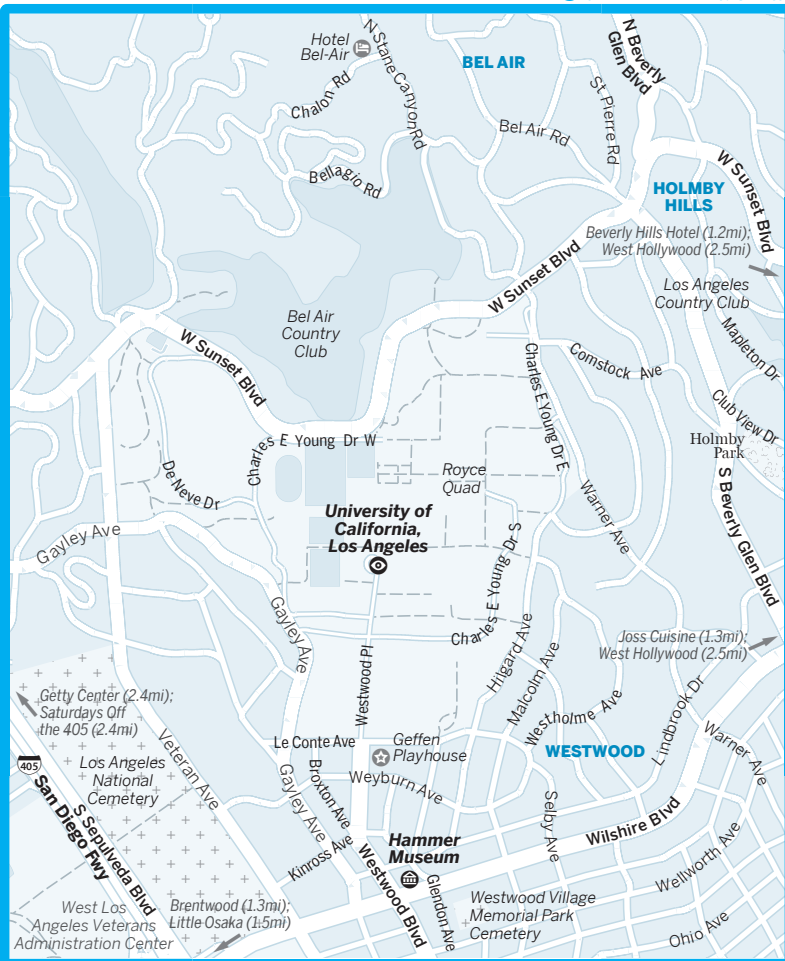 Hotel
Bel-Air
N Stane Canyon Rd
BEL AIR
N Beverly
Glen Blvd
Chalon Rd
St Pierre Rd
Bel Air Rd
Bellagio Rd
W Sunset Blvd
HOLMBY
HILLS
Beverly Hills Hotel (1.2mi);
West Hollywood (2.5mi)
W Sunset Blvd
Los Angeles
Country Club
Bel Air
Country
Club
W Sunset Blvd
Mapleton Dr
Comstock Ave
Charles E Young Dr E
Club View Dr
Charles E Young Dr W
Holmby
Park
De Neve Dr
Royce
Quad
S Beverly Glen Blvd
Warner Ave
University of
California,
Los Angeles
Gayley Ave
Charles E Young Dr S
Gayley Ave
Hilgard Ave
Joss Cuisine (1.3mi);
West Hollywood (2.5mi)
Malcolm Ave
Westwood Pl
Westholme Ave
Lindbrook Dr
Getty Center (2.4mi);
Saturdays Off
the 405 (2.4mi)
Le Conte Ave
Geffen
Playhouse
WESTWOOD
Warner Ave
Veteran Ave
405
San Diego Fwy
Los Angeles
National
Cemetery
Gayley Ave
Broxton Ave
Weyburn Ave
Selby Ave
Wilshire Blvd
S Sepulveda Blvd
Kinross Ave
Hammer
Museum
Westwood Blvd
Glendon Ave
Wellworth Ave
West Los
Angeles Veterans
Administration Center
Brentwood (1.3mi);
Little Osaka (1.5mi)
Westwood Village
Memorial Park
Cemetery
Ohio Ave